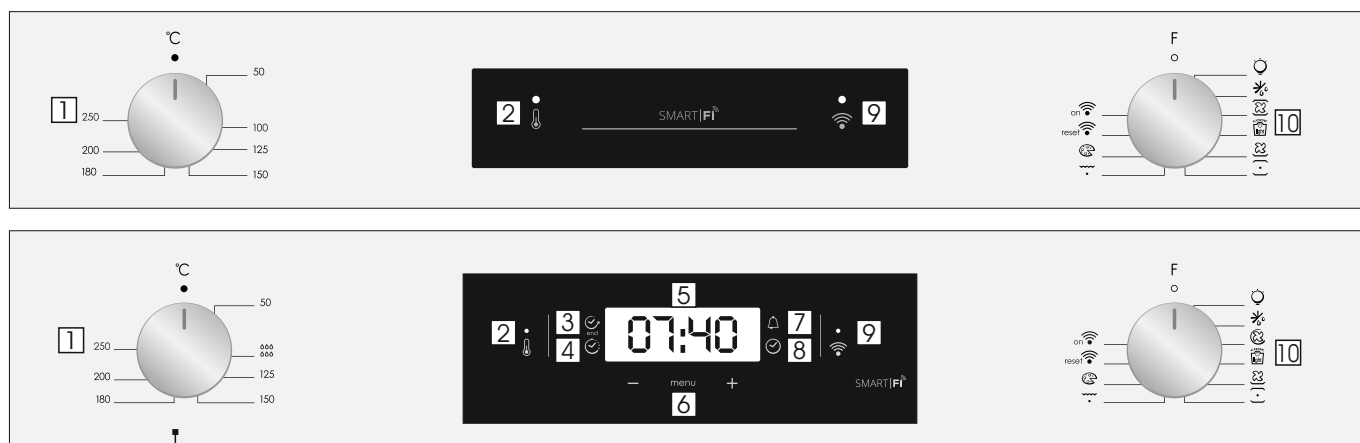 °C F
50
1 2 SMART|Fi 9 on 10
250 100
reset
200 125
180 150
°C F
50
5
3 07:40 7
1 2 end 9 on 10
4 8
250
reset
200 125
– menu + SMART|Fi
180 150
6